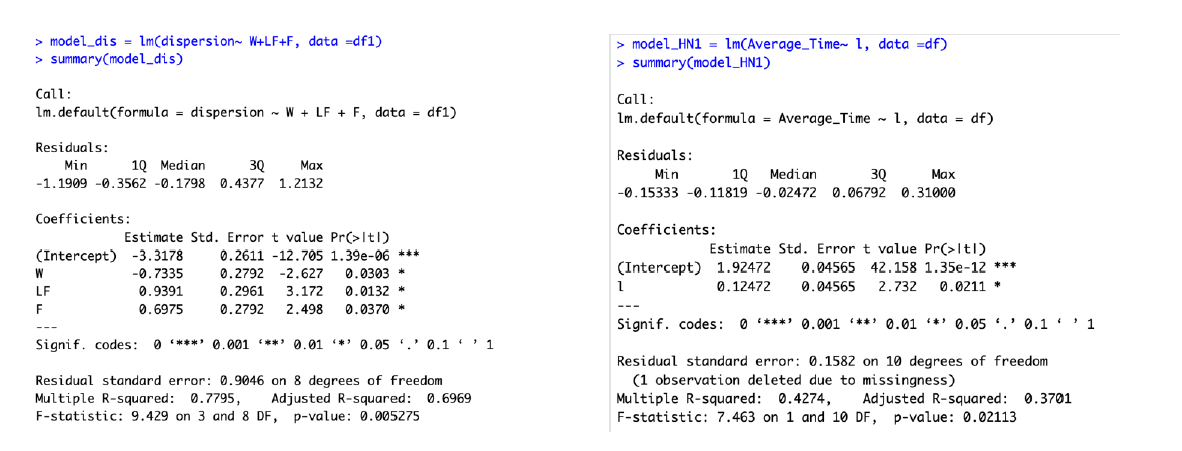 > model_dis = lm(dispersion~ W+LF+F, data =df1)
> summary(model_dis)
Call:
lm.default(formula = dispersion ~ W + LF + F, data = df1)
Residuals:
    Min      1Q  Median      3Q     Max
-1.1909 -0.3562 -0.1798  0.4377  1.2132
Coefficients:
            Estimate Std. Error t value Pr(>|t|)
(Intercept)  -3.3178     0.2611 -12.705 1.39e-06 ***
W            -0.7335     0.2792  -2.627   0.0303 *
LF            0.9391     0.2961   3.172   0.0132 *
F             0.6975     0.2792   2.498   0.0370 *
---
Signif. codes:  0 ‘***’ 0.001 ‘**’ 0.01 ‘*’ 0.05 ‘.’ 0.1 ‘ ’ 1
Residual standard error: 0.9046 on 8 degrees of freedom
Multiple R-squared:  0.7795,    Adjusted R-squared:  0.6969
F-statistic: 9.429 on 3 and 8 DF,  p-value: 0.005275
> model_HN1 = lm(Average_Time~ l, data =df)
> summary(model_HN1)
Call:
lm.default(formula = Average_Time ~ l, data = df)
Residuals:
     Min       1Q   Median       3Q      Max
-0.15333 -0.11819 -0.02472  0.06792  0.31000
Coefficients:
            Estimate Std. Error t value Pr(>|t|)
(Intercept)  1.92472    0.04565  42.158 1.35e-12 ***
l            0.12472    0.04565   2.732   0.0211 *
---
Signif. codes:  0 ‘***’ 0.001 ‘**’ 0.01 ‘*’ 0.05 ‘.’ 0.1 ‘ ’ 1
Residual standard error: 0.1582 on 10 degrees of freedom
  (1 observation deleted due to missingness)
Multiple R-squared:  0.4274,    Adjusted R-squared:  0.3701
F-statistic: 7.463 on 1 and 10 DF,  p-value: 0.02113